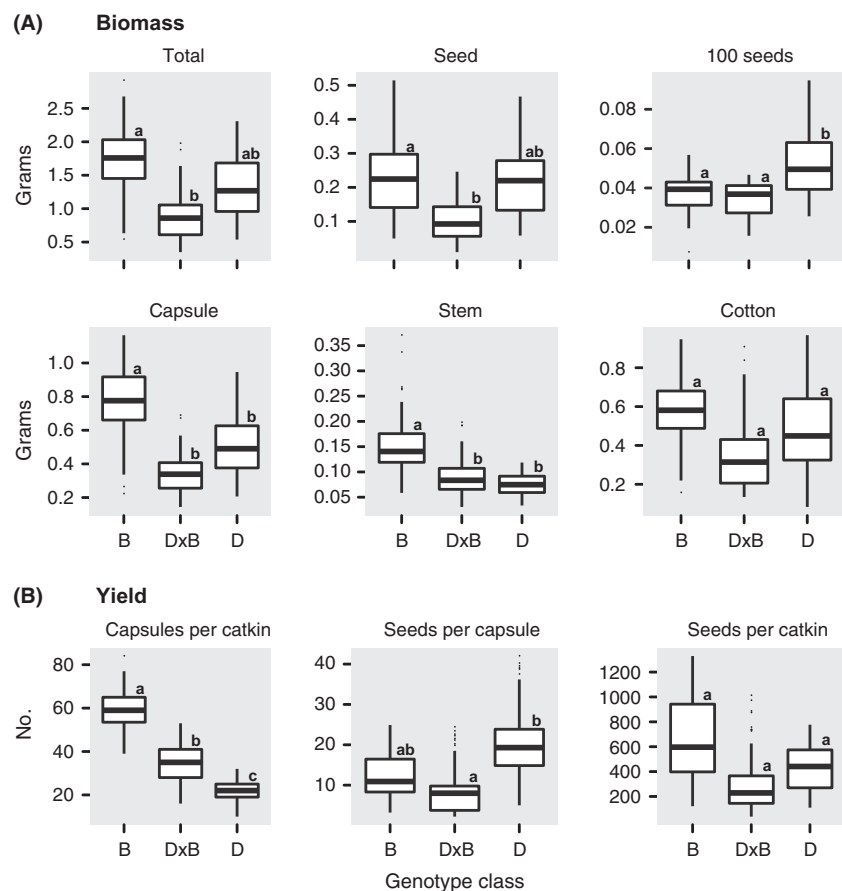 (A) Biomass
Total Seed 100 seeds
Grams
2.5
2.0
1.5
1.0
0.5
a b ab
0.5
0.4
0.3
0.2
0.1
a b ab
0.08
0.06
0.04
0.02
a a b
Capsule Stem Cotton
Grams
1.0
0.8
0.6
0.4
0.2
a b b
0.35
0.30
0.25
0.20
0.15
0.10
0.05
a b b
0.8
0.6
0.4
0.2
a a a
B DxB D B DxB D B DxB D
(B) Yield
Capsules per catkin Seeds per capsule Seeds per catkin
No.
80
60
40
20
a b c
40
30
20
10
ab a b
1200
1000
800
600
400
200
a a a
B DxB D B DxB D B DxB D
Genotype class